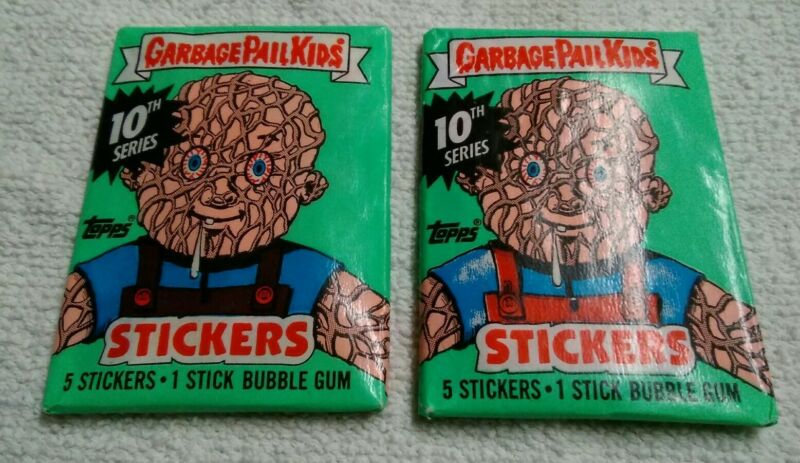 GARBAGE PAIL KIDS®
10TH
SERIES
TOPPS®
STICKERS
5 STICKERS • 1 STICK BUBBLE GUM
GARBAGE PAIL KIDS®
10TH
SERIES
TOPPS®
STICKERS
5 STICKERS • 1 STICK BUBBLE GUM